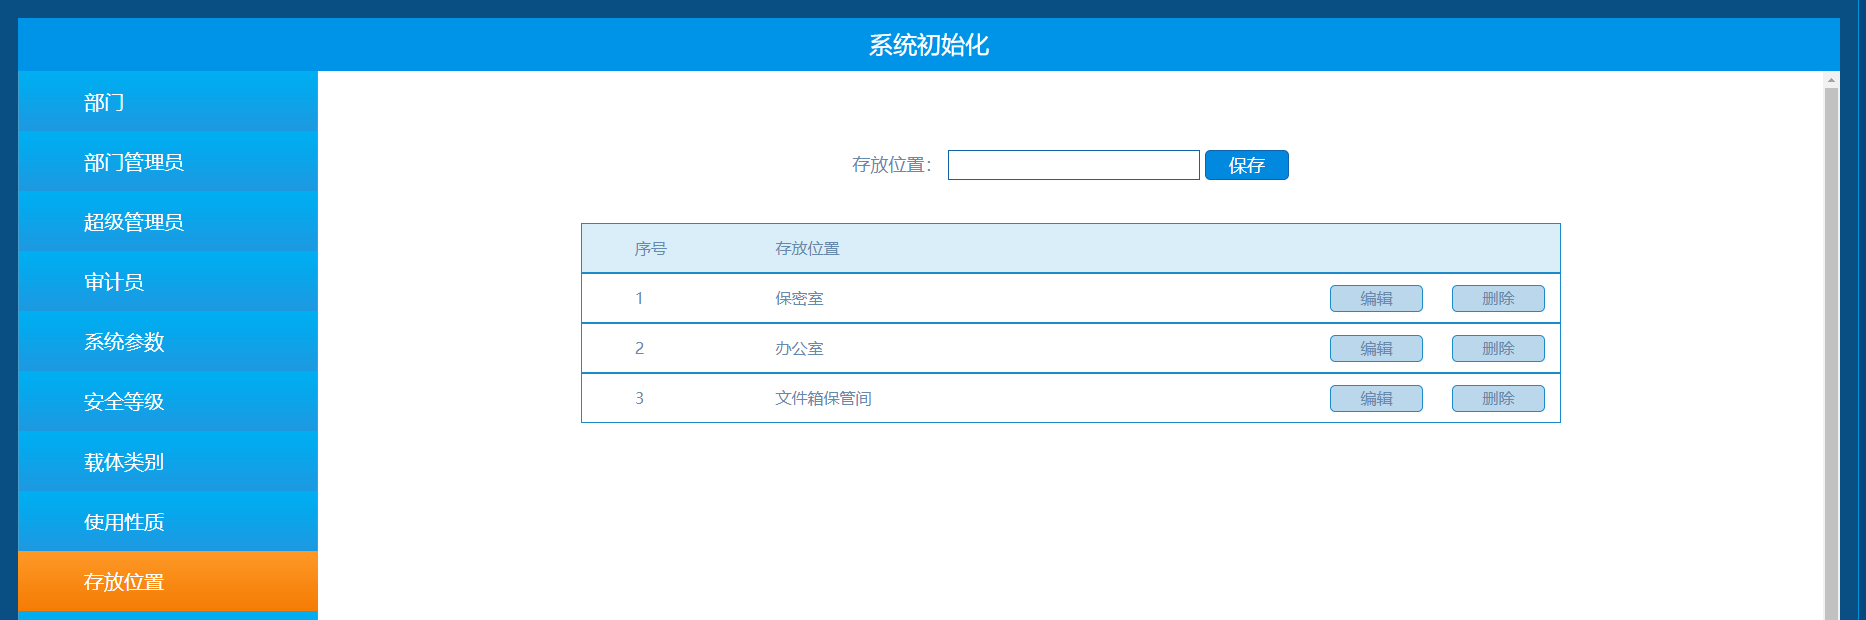 系统初始化
部门
部门管理员
超级管理员
审计员
系统参数
安全等级
载体类别
使用性质
存放位置
存放位置： 保存
序号 存放位置
1 保密室 编辑 删除
2 办公室 编辑 删除
3 文件箱保管间 编辑 删除